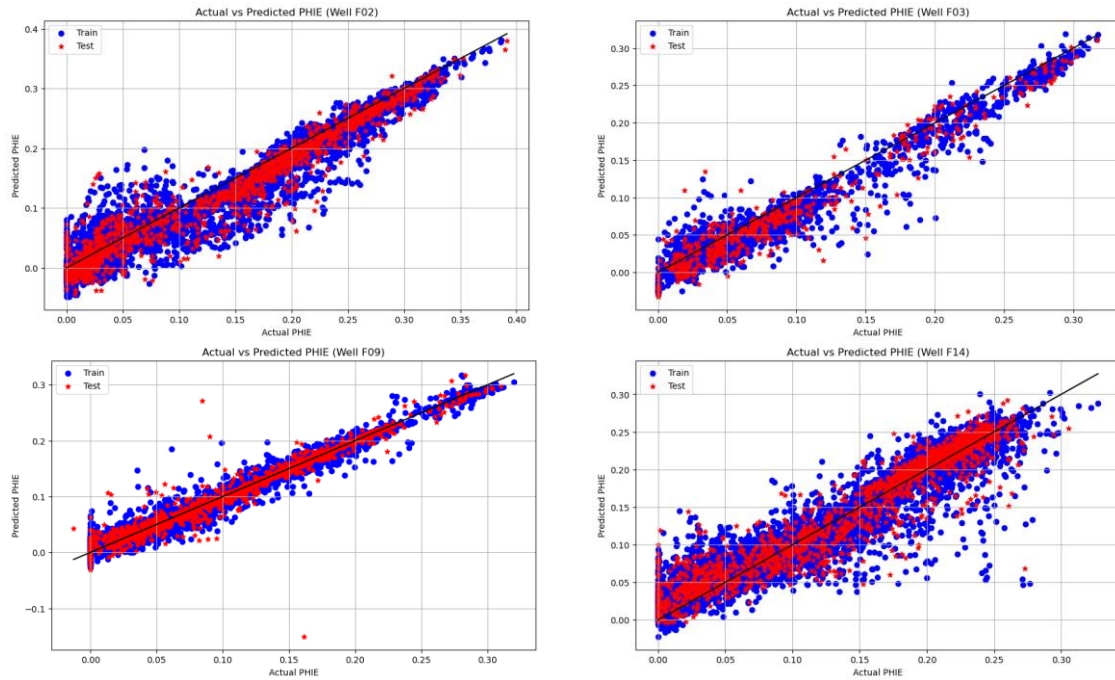 Actual vs Predicted PHIE (Well F02)
Train
Test
0.4
0.3
0.2
0.1
0.0
Predicted PHIE
0.00 0.05 0.10 0.15 0.20 0.25 0.30 0.35 0.40
Actual PHIE
Actual vs Predicted PHIE (Well F03)
Train
Test
0.30
0.25
0.20
0.15
0.10
0.05
0.00
Predicted PHIE
0.00 0.05 0.10 0.15 0.20 0.25 0.30
Actual PHIE
Actual vs Predicted PHIE (Well F09)
Train
Test
0.3
0.2
0.1
0.0
−0.1
Predicted PHIE
0.00 0.05 0.10 0.15 0.20 0.25 0.30
Actual PHIE
Actual vs Predicted PHIE (Well F14)
Train
Test
0.30
0.25
0.20
0.15
0.10
0.05
0.00
Predicted PHIE
0.00 0.05 0.10 0.15 0.20 0.25 0.30
Actual PHIE